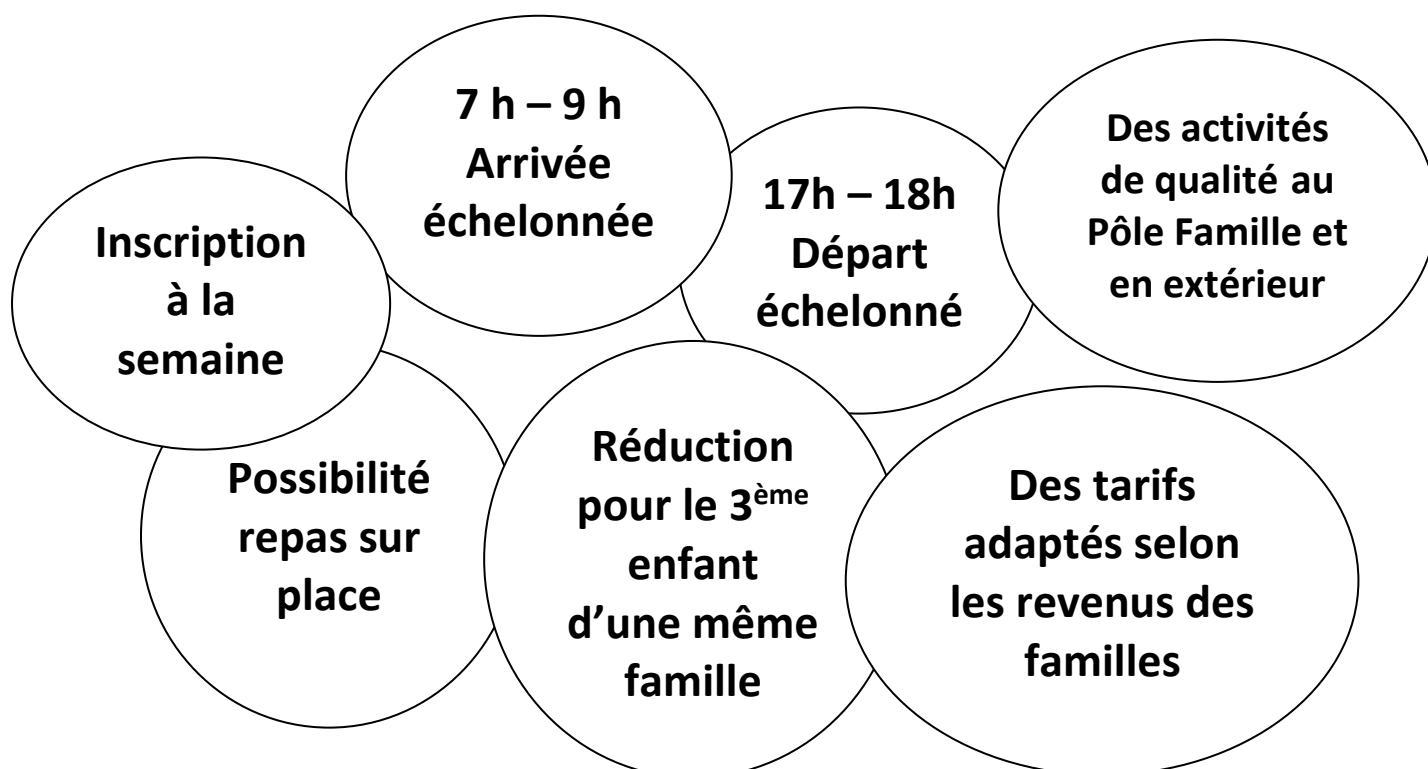 7 h – 9 h
Arrivée
échelonnée
17h – 18h
Départ
échelonné
Des activités
de qualité au
Pôle Famille et
en extérieur
Inscription
à la
semaine
Possibilité
repas sur
place
Réduction
pour le 3ème
enfant
d’une même
famille
Des tarifs
adaptés selon
les revenus des
familles